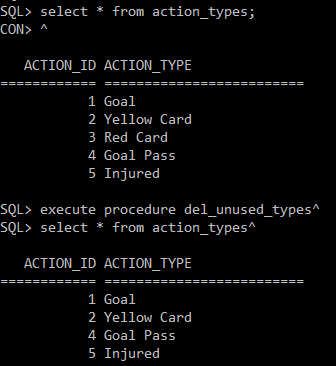 SQL> select * from action_types;
CON> ^
ACTION_ID ACTION_TYPE
============ =========================
1 Goal
2 Yellow Card
3 Red Card
4 Goal Pass
5 Injured
SQL> execute procedure del_unused_types^
SQL> select * from action_types^
ACTION_ID ACTION_TYPE
============ =========================
1 Goal
2 Yellow Card
4 Goal Pass
5 Injured